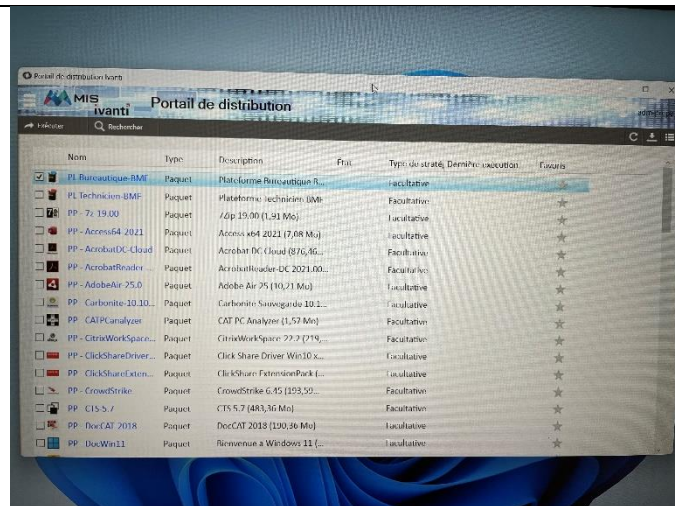 Portail de distribution Ivanti
MIS ivanti Portail de distribution
Exécuter Rechercher
Nom Type Description État Type de straté, Dernière exécution Favoris
PL Bureautique-BMF Paquet Plateforme Bureautique B... Facultative
PL Technicien-BMF Paquet Plateforme Technicien BMF Facultative
PP - 7z 19.00 Paquet 7Zip 19.00 (1,91 Mo) Facultative
PP - Access64 2021 Paquet Access x64 2021 (7,08 Mo) Facultative
PP - AcrobatDC-Cloud Paquet Acrobat DC Cloud (876,46... Facultative
PP - AcrobatReader ... Paquet AcrobatReader-DC 2021.00... Facultative
PP - AdobeAir-25.0 Paquet Adobe Air 25 (10,21 Mo) Facultative
PP Carbonite-10.10... Paquet Carbonite Sauvegarde 10.1... Facultative
PP CATPCanalyzer Paquet CAT PC Analyzer (1,57 Mo) Facultative
PP - CitrixWorkSpace... Paquet CitrixWorkSpace 22.2 (219,... Facultative
PP - ClickShareDriver... Paquet Click Share Driver Win10 x... Facultative
PP - ClickShareExten... Paquet ClickShare ExtensionPack (... Facultative
PP - CrowdStrike Paquet CrowdStrike 6.45 (193,59... Facultative
PP CTS-5.7 Paquet CTS 5.7 (483,36 Mo) Facultative
PP - DocCAT 2018 Paquet DocCAT 2018 (190,36 Mo) Facultative
PP DocWin11 Paquet Bienvenue a Windows 11 (... Facultative